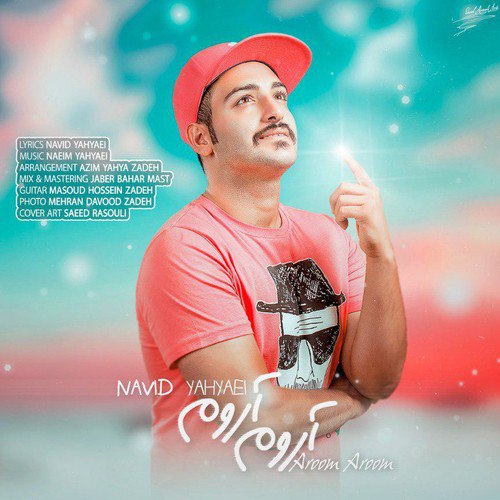 LYRICS NAVID YAHYAEI
MUSIC NAEIM YAHYAEI
ARRANGEMENT AZIM YAHYA ZADEH
MIX & MASTERING JABER BAHAR MAST
GUITAR MASOUD HOSSEIN ZADEH
PHOTO MEHRAN DAVOOD ZADEH
COVER ART SAEED RASOULI
NAVID YAHYAEI
آروم
آروم
Aroom Aroom